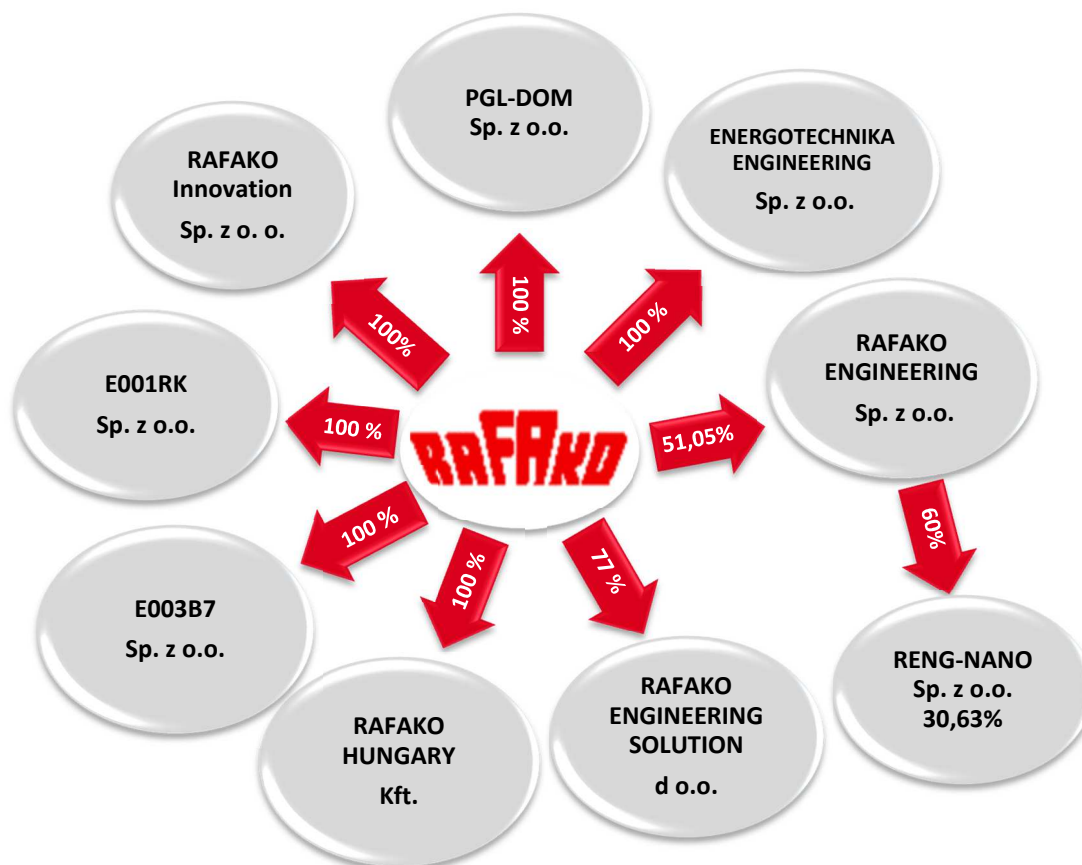 PGL-DOM
Sp. z o.o.
ENERGOTECHNIKA
ENGINEERING
Sp. z o.o.
RAFAKO
Innovation
Sp. z o. o.
100 %
100%
100 %
RAFAKO
ENGINEERING
Sp. z o.o.
E001RK
Sp. z o.o.
100 %
RAFAKO
51,05%
100 %
100 %
77 %
60%
E003B7
Sp. z o.o.
RAFAKO
HUNGARY
Kft.
RAFAKO
ENGINEERING
SOLUTION
d o.o.
RENG-NANO
Sp. z o.o.
30,63%